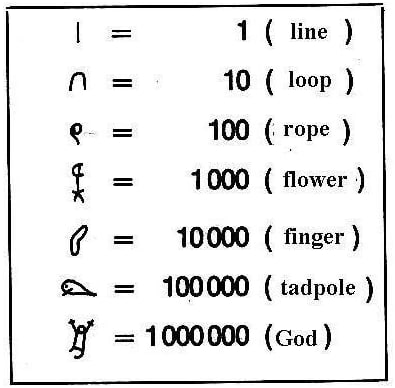 𓏺 = 1 ( line )
𓎆 = 10 ( loop )
𓍢 = 100 ( rope )
𓆼 = 1000 ( flower )
𓂭 = 10000 ( finger )
𓆐 = 100000 ( tadpole )
𓁨 = 1000000 (God )